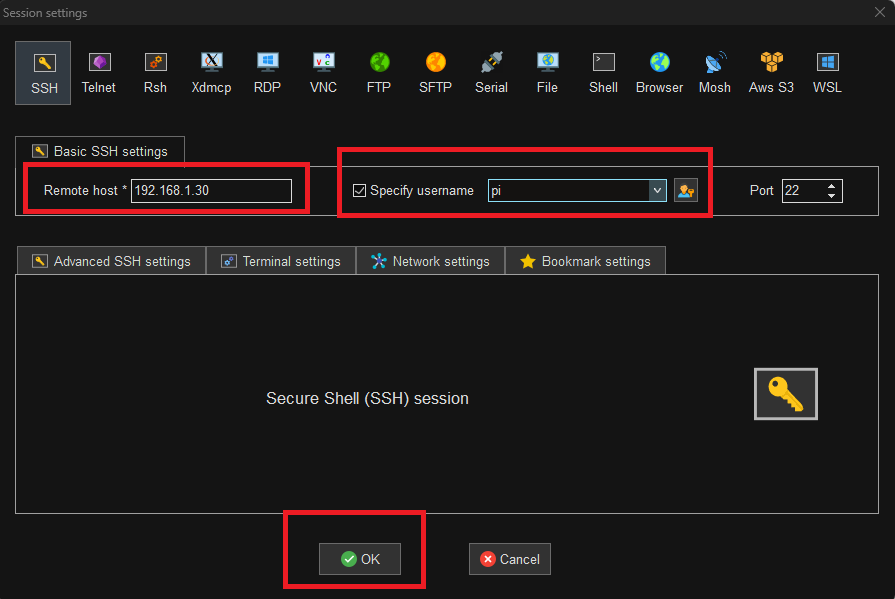 Session settings
SSH Telnet Rsh Xdmcp RDP VNC FTP SFTP Serial File Shell Browser Mosh Aws S3 WSL
Basic SSH settings
Remote host * 192.168.1.30 Specify username pi Port 22
Advanced SSH settings Terminal settings Network settings Bookmark settings
Secure Shell (SSH) session
OK Cancel